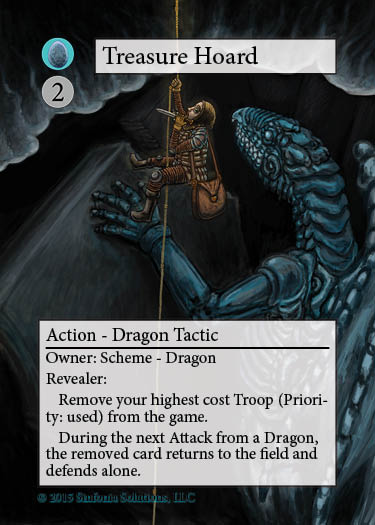 Treasure Hoard
2
Action - Dragon Tactic
Owner: Scheme - Dragon
Revealer:
Remove your highest cost Troop (Priori-
ty: used) from the game.
During the next Attack from a Dragon,
the removed card returns to the field and
defends alone.
© 2015 Sinfonia Solutions, LLC